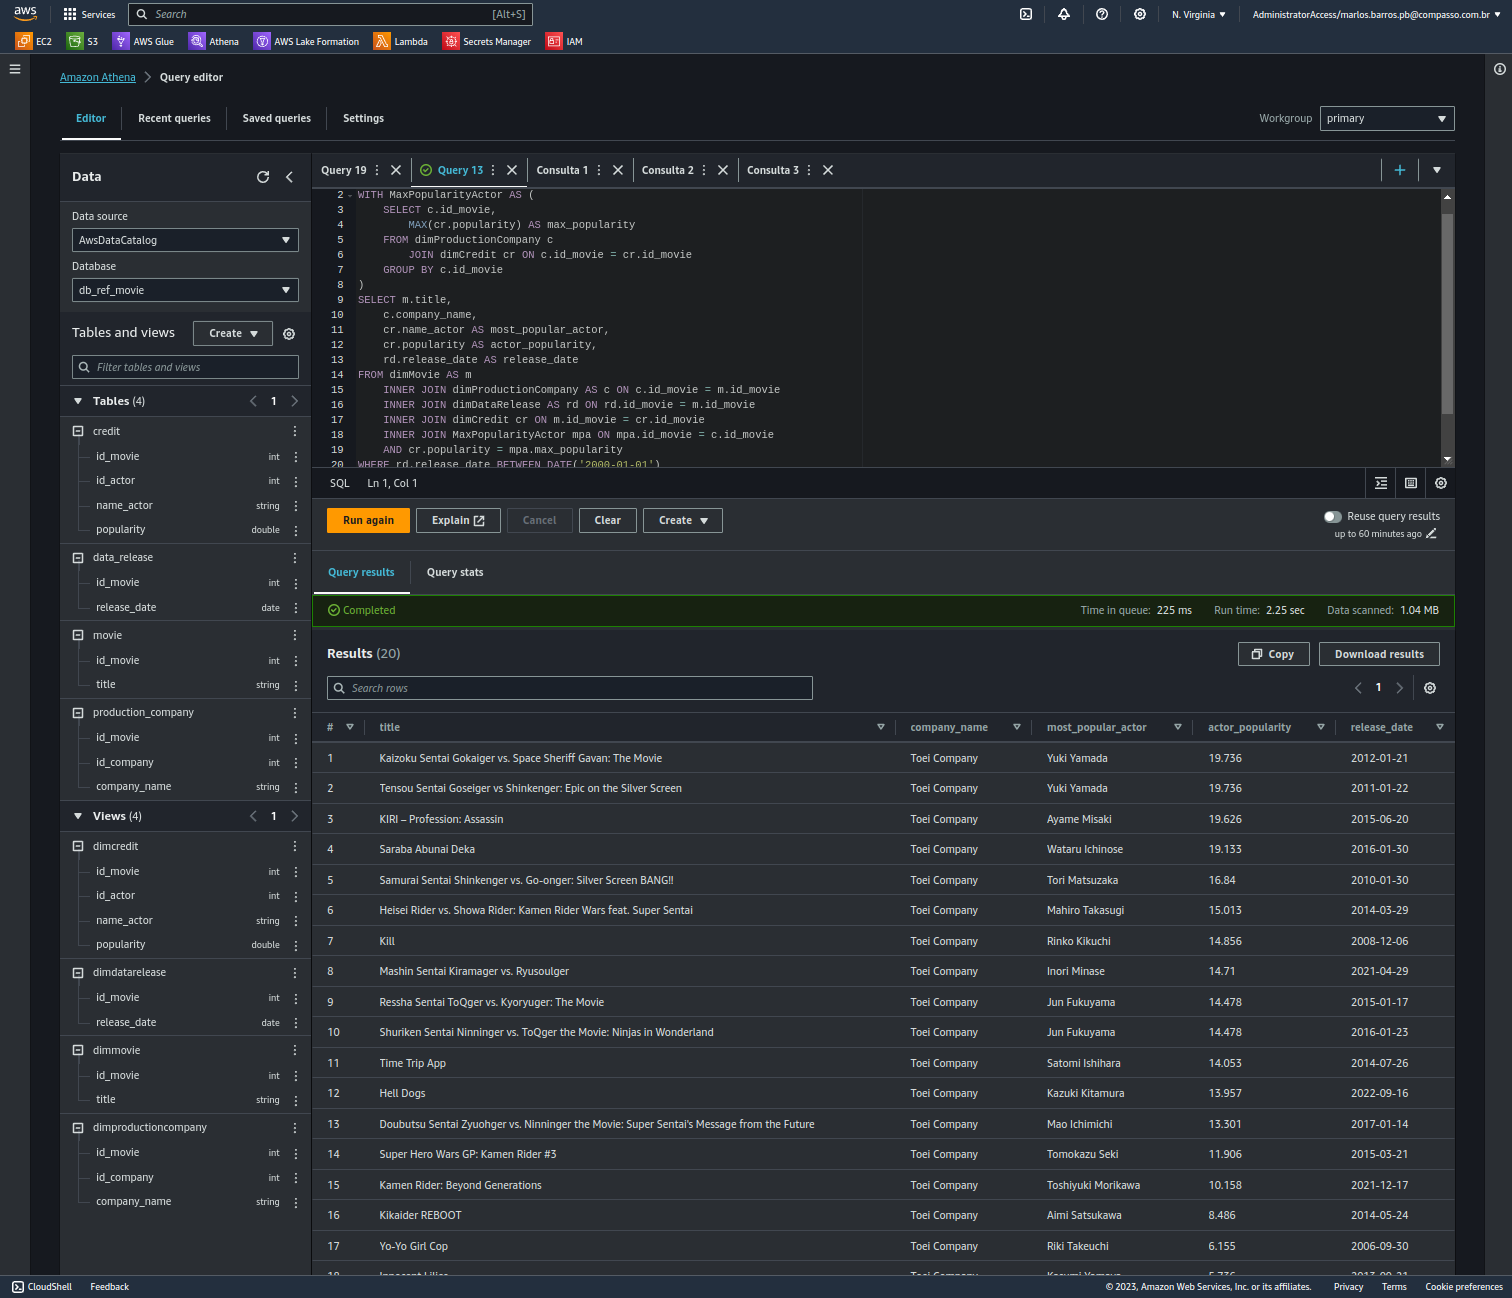 aws
Services
Search
[Alt+S]
N. Virginia
AdministratorAccess/marlos.barros.pb@compasso.com.br
EC2
S3
AWS Glue
Athena
AWS Lake Formation
Lambda
Secrets Manager
IAM
Amazon Athena
Query editor
Editor
Recent queries
Saved queries
Settings
Workgroup
primary
Data
Data source
AwsDataCatalog
Database
db_ref_movie
Tables and views
Create
Filter tables and views
Tables (4)
1
credit
id_movie int
id_actor int
name_actor string
popularity double
data_release
id_movie int
release_date date
movie
id_movie int
title string
production_company
id_movie int
id_company int
company_name string
Views (4)
1
dimcredit
id_movie int
id_actor int
name_actor string
popularity double
dimdatarelease
id_movie int
release_date date
dimmovie
id_movie int
title string
dimproductioncompany
id_movie int
id_company int
company_name string
Query 19
Query 13
Consulta 1
Consulta 2
Consulta 3
2 WITH MaxPopularityActor AS (
3 SELECT c.id_movie,
4 MAX(cr.popularity) AS max_popularity
5 FROM dimProductionCompany c
6 JOIN dimCredit cr ON c.id_movie = cr.id_movie
7 GROUP BY c.id_movie
8 )
9 SELECT m.title,
10 c.company_name,
11 cr.name_actor AS most_popular_actor,
12 cr.popularity AS actor_popularity,
13 rd.release_date AS release_date
14 FROM dimMovie AS m
15 INNER JOIN dimProductionCompany AS c ON c.id_movie = m.id_movie
16 INNER JOIN dimDataRelease AS rd ON rd.id_movie = m.id_movie
17 INNER JOIN dimCredit cr ON m.id_movie = cr.id_movie
18 INNER JOIN MaxPopularityActor mpa ON mpa.id_movie = c.id_movie
19 AND cr.popularity = mpa.max_popularity
20 WHERE rd.release_date BETWEEN DATE('2000-01-01')
SQL
Ln 1, Col 1
Run again
Explain
Cancel
Clear
Create
Reuse query results
up to 60 minutes ago
Query results
Query stats
Completed
Time in queue: 225 ms
Run time: 2.25 sec
Data scanned: 1.04 MB
Results (20)
Copy
Download results
Search rows
1
# title company_name most_popular_actor actor_popularity release_date
1 Kaizoku Sentai Gokaiger vs. Space Sheriff Gavan: The Movie Toei Company Yuki Yamada 19.736 2012-01-21
2 Tensou Sentai Goseiger vs Shinkenger: Epic on the Silver Screen Toei Company Yuki Yamada 19.736 2011-01-22
3 KIRI – Profession: Assassin Toei Company Ayame Misaki 19.626 2015-06-20
4 Saraba Abunai Deka Toei Company Wataru Ichinose 19.133 2016-01-30
5 Samurai Sentai Shinkenger vs. Go-onger: Silver Screen BANG!! Toei Company Tori Matsuzaka 16.84 2010-01-30
6 Heisei Rider vs. Showa Rider: Kamen Rider Wars feat. Super Sentai Toei Company Mahiro Takasugi 15.013 2014-03-29
7 Kill Toei Company Rinko Kikuchi 14.856 2008-12-06
8 Mashin Sentai Kiramager vs. Ryusoulger Toei Company Inori Minase 14.71 2021-04-29
9 Ressha Sentai ToQger vs. Kyoryuger: The Movie Toei Company Jun Fukuyama 14.478 2015-01-17
10 Shuriken Sentai Ninninger vs. ToQger the Movie: Ninjas in Wonderland Toei Company Jun Fukuyama 14.478 2016-01-23
11 Time Trip App Toei Company Satomi Ishihara 14.053 2014-07-26
12 Hell Dogs Toei Company Kazuki Kitamura 13.957 2022-09-16
13 Doubutsu Sentai Zyuohger vs. Ninninger the Movie: Super Sentai's Message from the Future Toei Company Mao Ichimichi 13.301 2017-01-14
14 Super Hero Wars GP: Kamen Rider #3 Toei Company Tomokazu Seki 11.906 2015-03-21
15 Kamen Rider: Beyond Generations Toei Company Toshiyuki Morikawa 10.158 2021-12-17
16 Kikaider REBOOT Toei Company Aimi Satsukawa 8.486 2014-05-24
17 Yo-Yo Girl Cop Toei Company Riki Takeuchi 6.155 2006-09-30
CloudShell
Feedback
© 2023, Amazon Web Services, Inc. or its affiliates.
Privacy
Terms
Cookie preferences